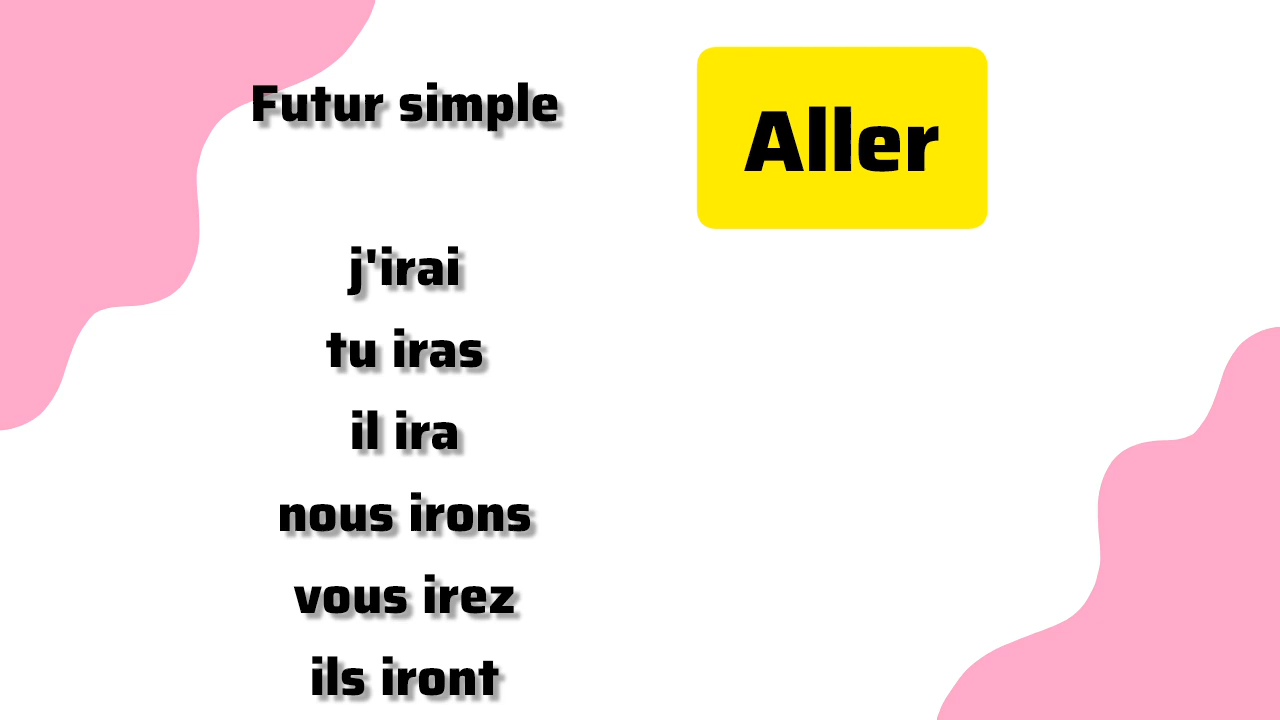 Futur simple
Aller
j'irai
tu iras
il ira
nous irons
vous irez
ils iront